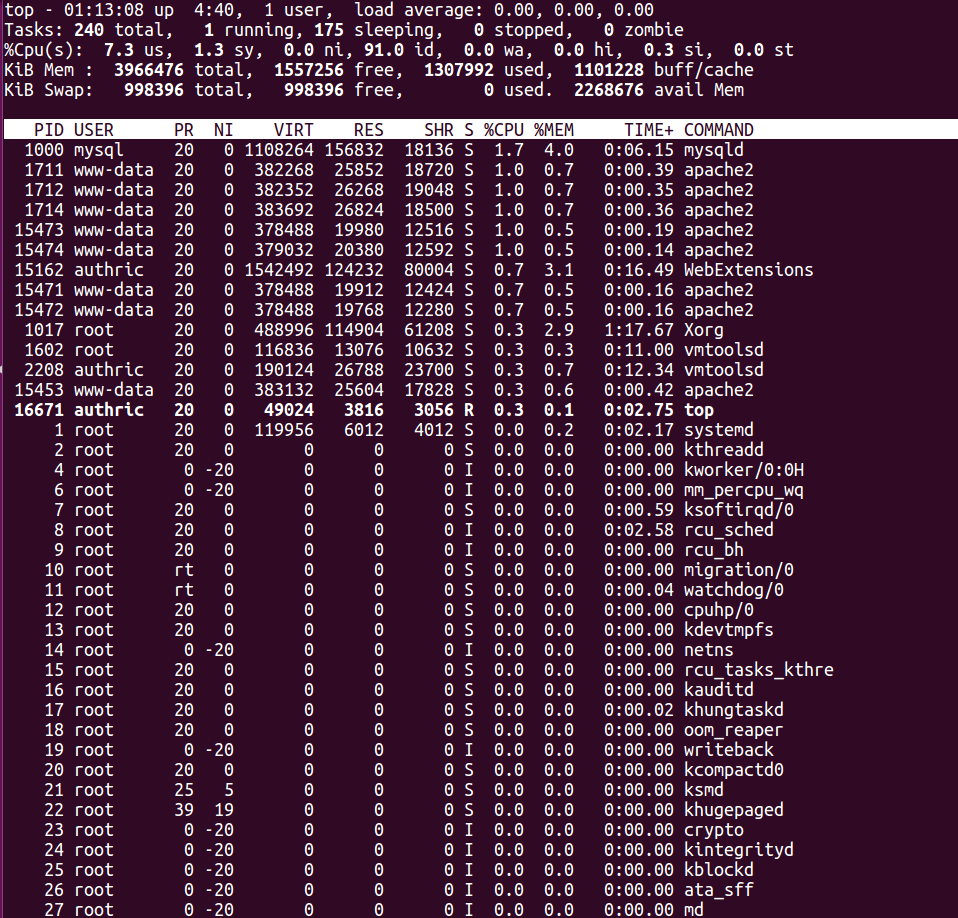 top - 01:13:08 up  4:40,  1 user,  load average: 0.00, 0.00, 0.00
Tasks: 240 total,   1 running, 175 sleeping,   0 stopped,   0 zombie
%Cpu(s):  7.3 us,  1.3 sy,  0.0 ni, 91.0 id,  0.0 wa,  0.0 hi,  0.3 si,  0.0 st
KiB Mem :  3966476 total,  1557256 free,  1307992 used,  1101228 buff/cache
KiB Swap:   998396 total,   998396 free,        0 used.  2268676 avail Mem
PID USER      PR  NI    VIRT    RES    SHR S %CPU %MEM     TIME+ COMMAND
1000 mysql     20   0 1108264 156832  18136 S  1.7  4.0   0:06.15 mysqld
1711 www-data  20   0  382268  25852  18720 S  1.0  0.7   0:00.39 apache2
1712 www-data  20   0  382352  26268  19048 S  1.0  0.7   0:00.35 apache2
1714 www-data  20   0  383692  26824  18500 S  1.0  0.7   0:00.36 apache2
15473 www-data  20   0  378488  19980  12516 S  1.0  0.5   0:00.19 apache2
15474 www-data  20   0  379032  20380  12592 S  1.0  0.5   0:00.14 apache2
15162 authric   20   0 1542492 124232  80004 S  0.7  3.1   0:16.49 WebExtensions
15471 www-data  20   0  378488  19912  12424 S  0.7  0.5   0:00.16 apache2
15472 www-data  20   0  378488  19768  12280 S  0.7  0.5   0:00.16 apache2
1017 root      20   0  488996 114904  61208 S  0.3  2.9   1:17.67 Xorg
1602 root      20   0  116836  13076  10632 S  0.3  0.3   0:11.00 vmtoolsd
2208 authric   20   0  190124  26788  23700 S  0.3  0.7   0:12.34 vmtoolsd
15453 www-data  20   0  383132  25604  17828 S  0.3  0.6   0:00.42 apache2
16671 authric   20   0   49024   3816   3056 R  0.3  0.1   0:02.75 top
1 root      20   0  119956   6012   4012 S  0.0  0.2   0:02.17 systemd
2 root      20   0       0      0      0 S  0.0  0.0   0:00.00 kthreadd
4 root       0 -20       0      0      0 I  0.0  0.0   0:00.00 kworker/0:0H
6 root       0 -20       0      0      0 I  0.0  0.0   0:00.00 mm_percpu_wq
7 root      20   0       0      0      0 S  0.0  0.0   0:00.59 ksoftirqd/0
8 root      20   0       0      0      0 I  0.0  0.0   0:02.58 rcu_sched
9 root      20   0       0      0      0 I  0.0  0.0   0:00.00 rcu_bh
10 root      rt   0       0      0      0 S  0.0  0.0   0:00.00 migration/0
11 root      rt   0       0      0      0 S  0.0  0.0   0:00.04 watchdog/0
12 root      20   0       0      0      0 S  0.0  0.0   0:00.00 cpuhp/0
13 root      20   0       0      0      0 S  0.0  0.0   0:00.00 kdevtmpfs
14 root       0 -20       0      0      0 I  0.0  0.0   0:00.00 netns
15 root      20   0       0      0      0 S  0.0  0.0   0:00.00 rcu_tasks_kthre
16 root      20   0       0      0      0 S  0.0  0.0   0:00.00 kauditd
17 root      20   0       0      0      0 S  0.0  0.0   0:00.02 khungtaskd
18 root      20   0       0      0      0 S  0.0  0.0   0:00.00 oom_reaper
19 root       0 -20       0      0      0 I  0.0  0.0   0:00.00 writeback
20 root      20   0       0      0      0 S  0.0  0.0   0:00.00 kcompactd0
21 root      25   5       0      0      0 S  0.0  0.0   0:00.00 ksmd
22 root      39  19       0      0      0 S  0.0  0.0   0:00.00 khugepaged
23 root       0 -20       0      0      0 I  0.0  0.0   0:00.00 crypto
24 root       0 -20       0      0      0 I  0.0  0.0   0:00.00 kintegrityd
25 root       0 -20       0      0      0 I  0.0  0.0   0:00.00 kblockd
26 root       0 -20       0      0      0 I  0.0  0.0   0:00.00 ata_sff
27 root       0 -20       0      0      0 I  0.0  0.0   0:00.00 md